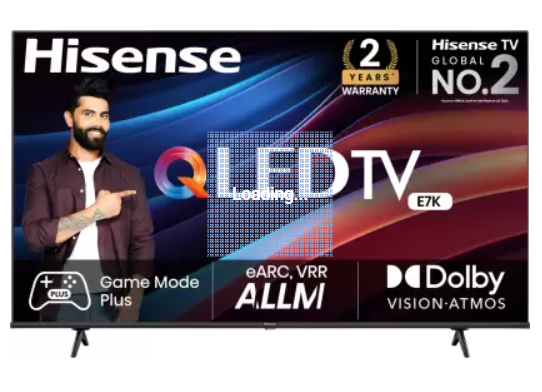 Hisense
2
YEARS*
WARRANTY
Hisense TV
GLOBAL
NO.2
QLED TV
Loading...
E7K
PLUS
Game Mode
Plus
eARC, VRR
ALLM
Dolby
VISION·ATMOS